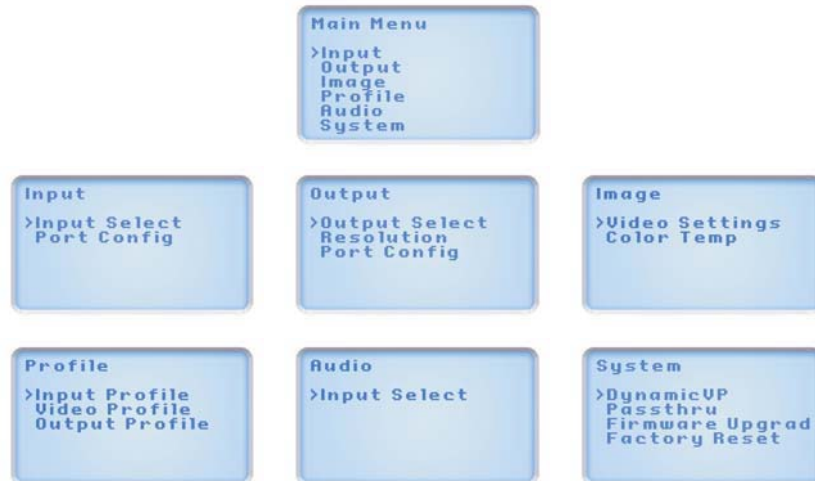 Main Menu
>Input
Output
Image
Profile
Audio
System
Input
>Input Select
Port Config
Output
>Output Select
Resolution
Port Config
Image
>Video Settings
Color Temp
Profile
>Input Profile
Video Profile
Output Profile
Audio
>Input Select
System
>DynamicVP
Passthru
Firmware Upgrad
Factory Reset